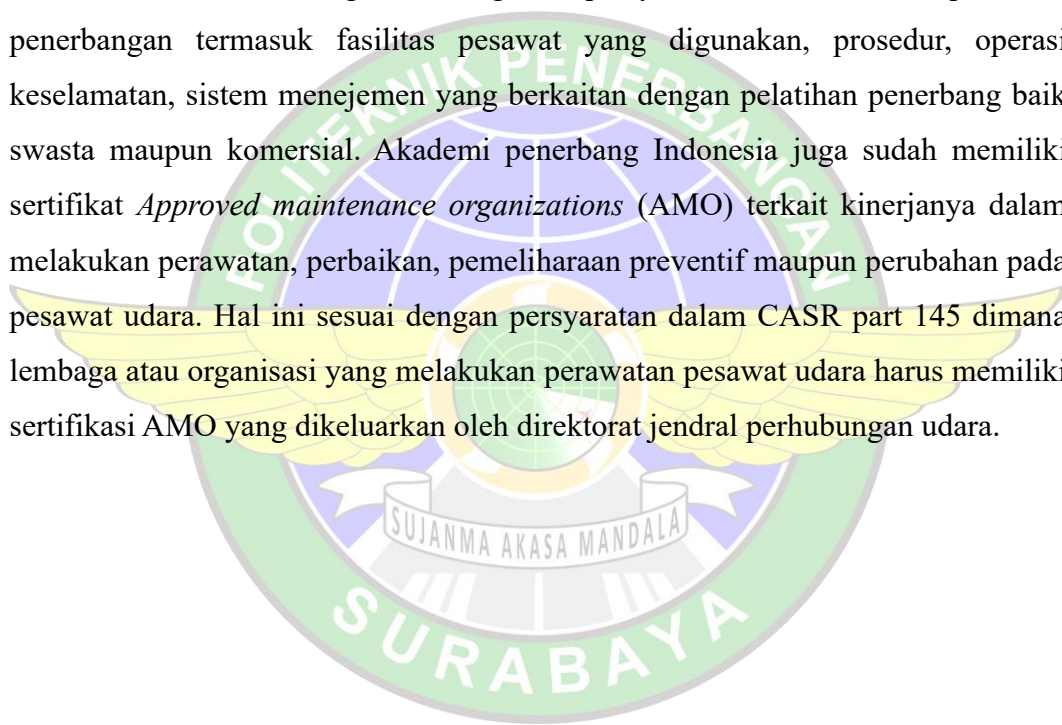 penerbangan termasuk fasilitas pesawat yang digunakan, prosedur, operasi
keselamatan, sistem menejemen yang berkaitan dengan pelatihan penerbang baik
swasta maupun komersial. Akademi penerbang Indonesia juga sudah memiliki
sertifikat Approved maintenance organizations (AMO) terkait kinerjanya dalam
melakukan perawatan, perbaikan, pemeliharaan preventif maupun perubahan pada
pesawat udara. Hal ini sesuai dengan persyaratan dalam CASR part 145 dimana
lembaga atau organisasi yang melakukan perawatan pesawat udara harus memiliki
sertifikasi AMO yang dikeluarkan oleh direktorat jendral perhubungan udara.
POLITEKNIK PENERBANGAN
SUJANMA AKASA MANDALA
SURABAYA